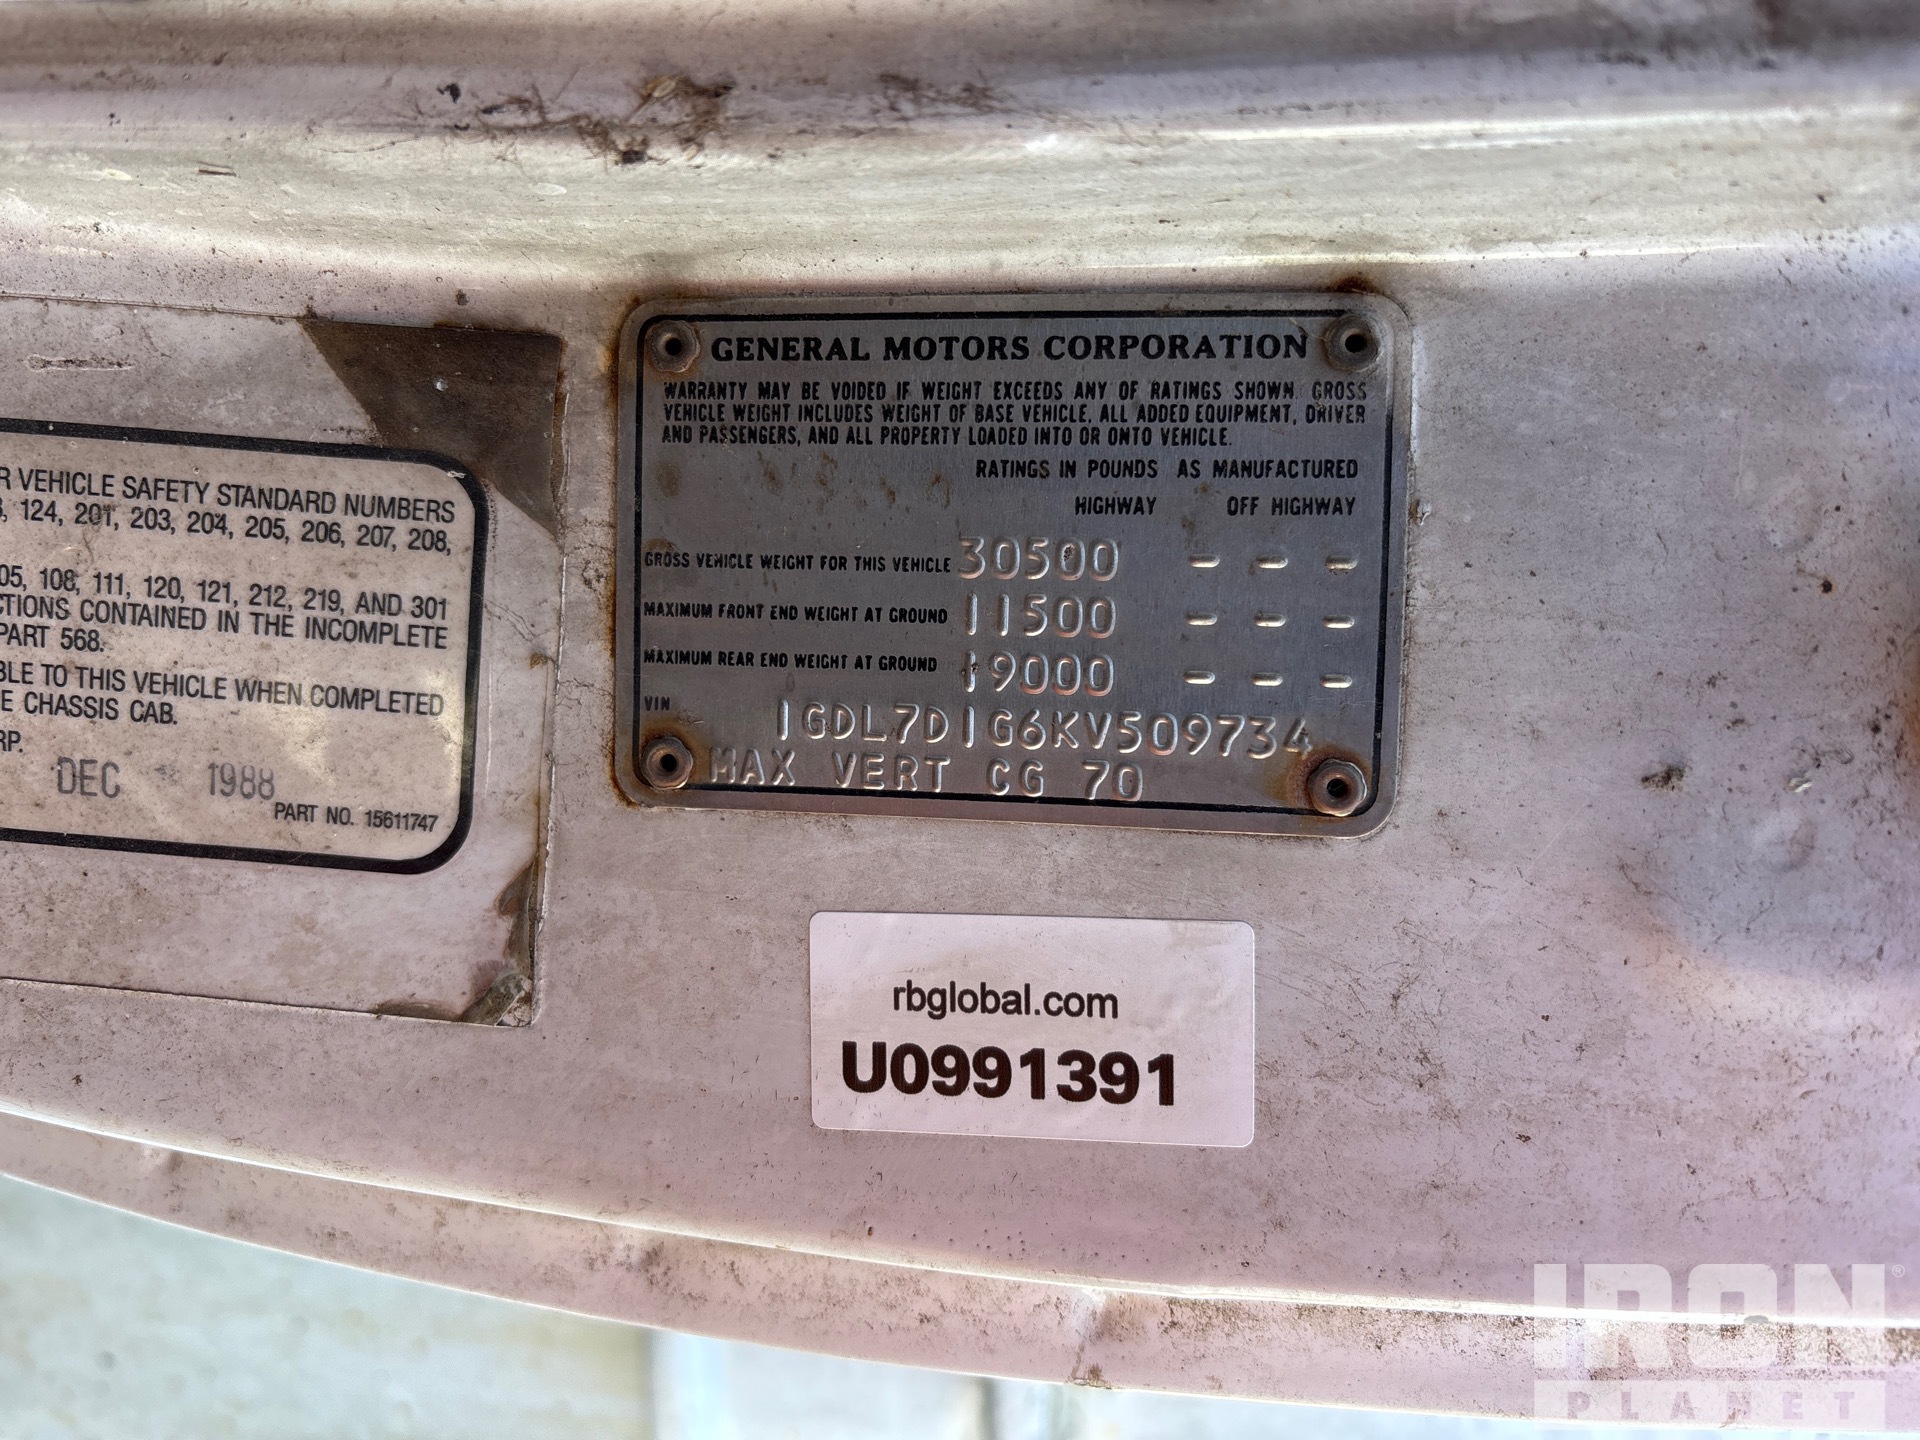 R VEHICLE SAFETY STANDARD NUMBERS
, 124, 201, 203, 204, 205, 206, 207, 208,
05, 108, 111, 120, 121, 212, 219, AND 301
CTIONS CONTAINED IN THE INCOMPLETE
PART 568.
BLE TO THIS VEHICLE WHEN COMPLETED
E CHASSIS CAB.
RP.
DEC 1988
PART NO. 15611747
GENERAL MOTORS CORPORATION
WARRANTY MAY BE VOIDED IF WEIGHT EXCEEDS ANY OF RATINGS SHOWN. GROSS
VEHICLE WEIGHT INCLUDES WEIGHT OF BASE VEHICLE, ALL ADDED EQUIPMENT, DRIVER
AND PASSENGERS, AND ALL PROPERTY LOADED INTO OR ONTO VEHICLE.
RATINGS IN POUNDS AS MANUFACTURED
HIGHWAY OFF HIGHWAY
GROSS VEHICLE WEIGHT FOR THIS VEHICLE 30500 - - -
MAXIMUM FRONT END WEIGHT AT GROUND 11500 - - -
MAXIMUM REAR END WEIGHT AT GROUND 19000 - - -
VIN 1GDL7D1G6KV509734
MAX VERT CG 70
rbglobal.com
U0991391
IRON
PLANET